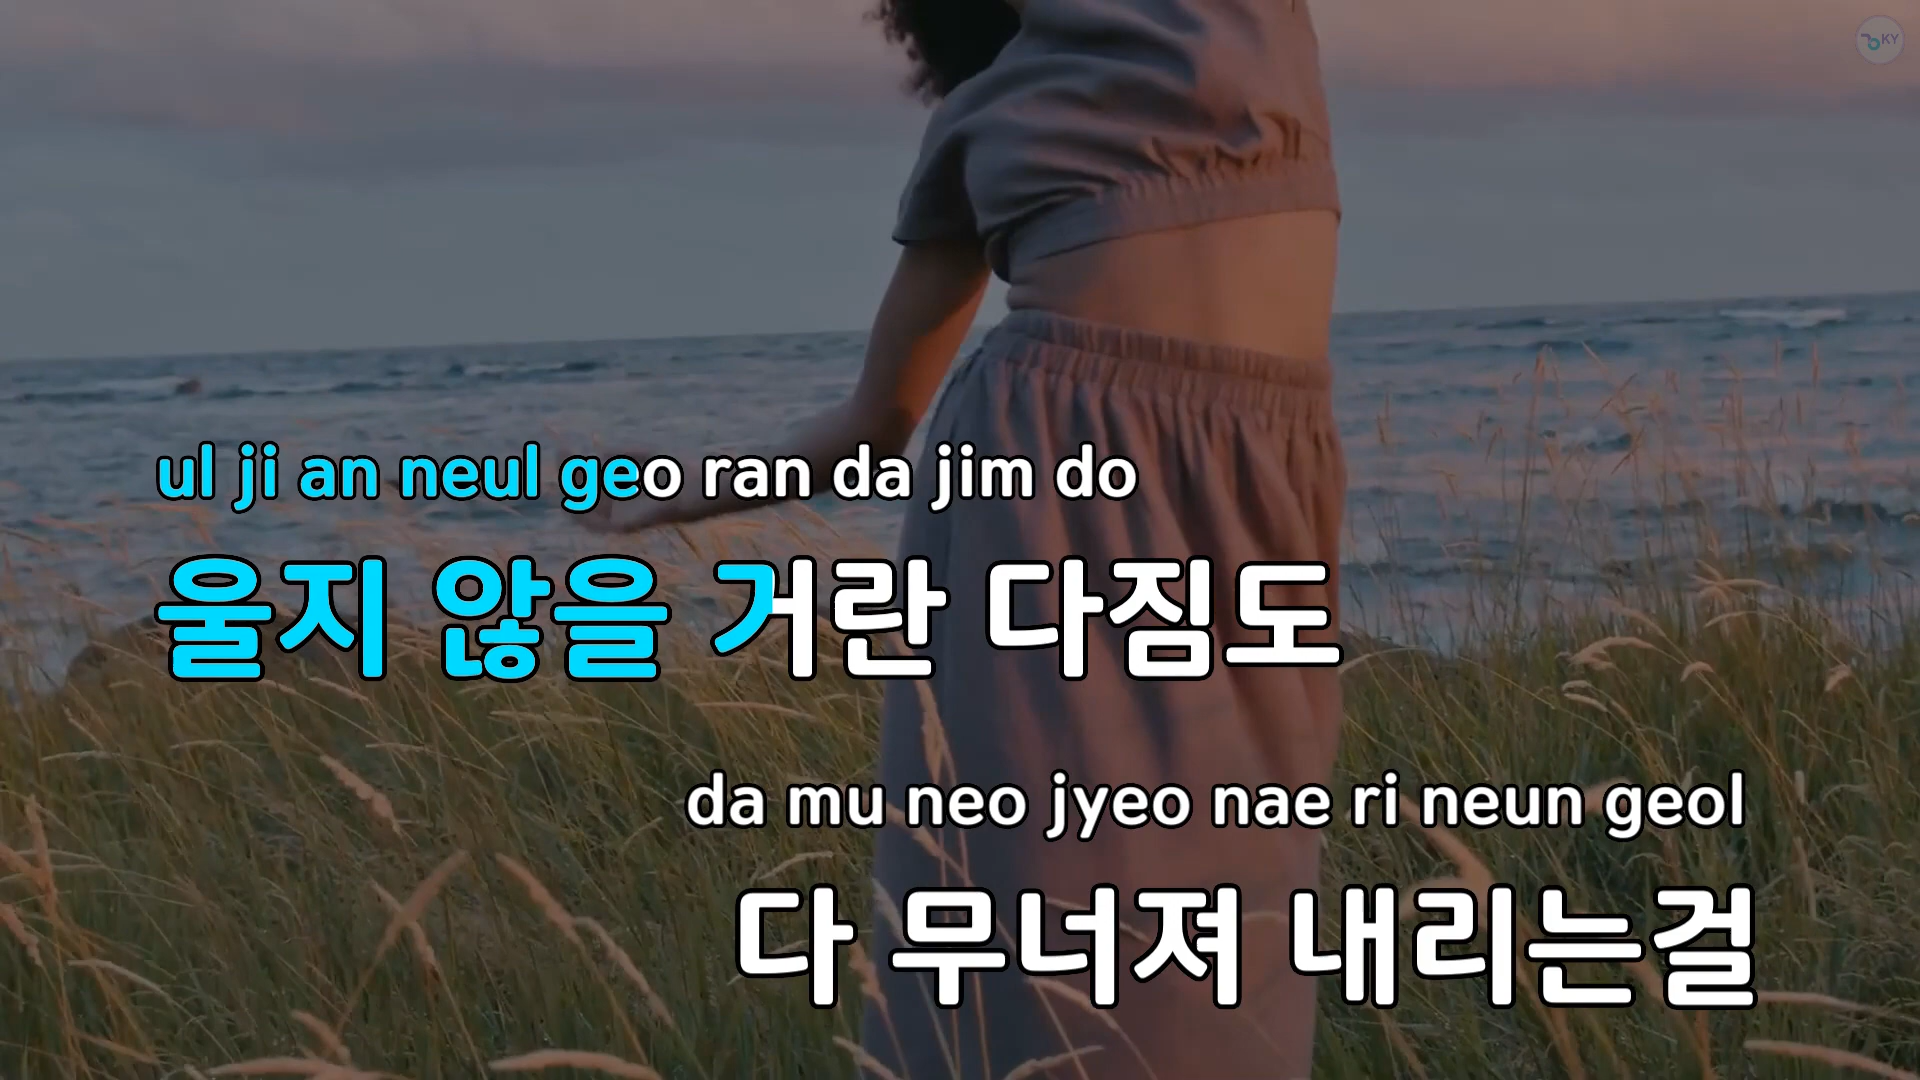 KY
ul ji an neul geo ran da jim do
울지 않을 거란 다짐도
da mu neo jyeo nae ri neun geol
다 무너져 내리는걸